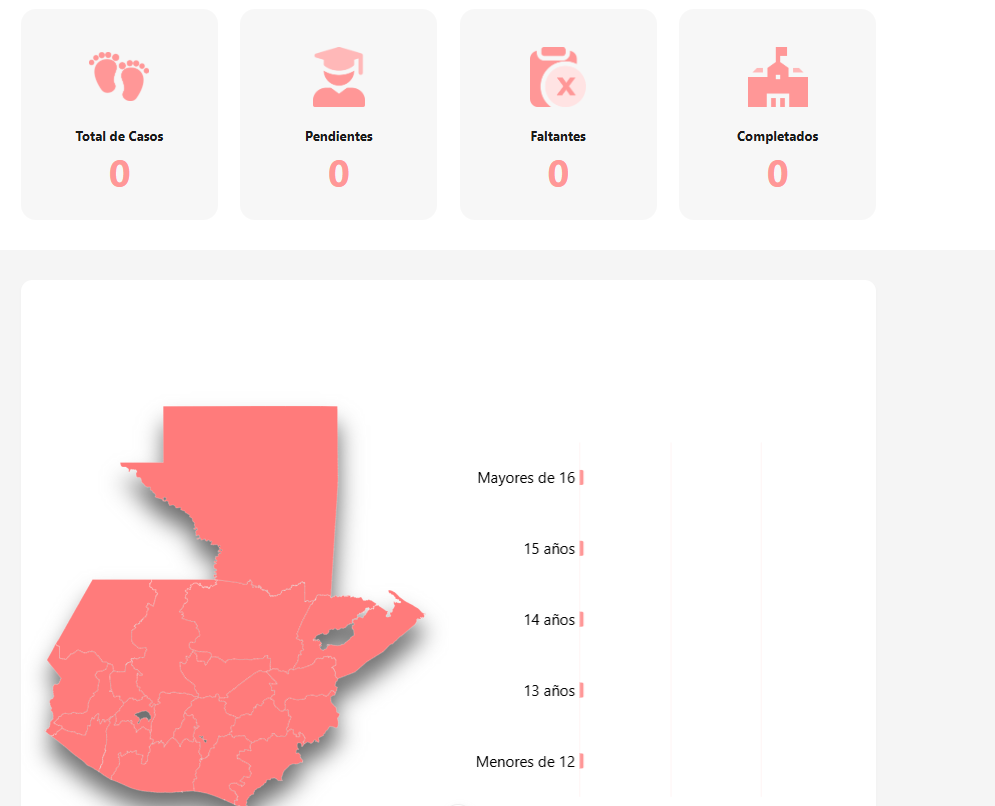 Total de Casos
0
Pendientes
0
Faltantes
X
0
Completados
0
Mayores de 16
15 años
14 años
13 años
Menores de 12